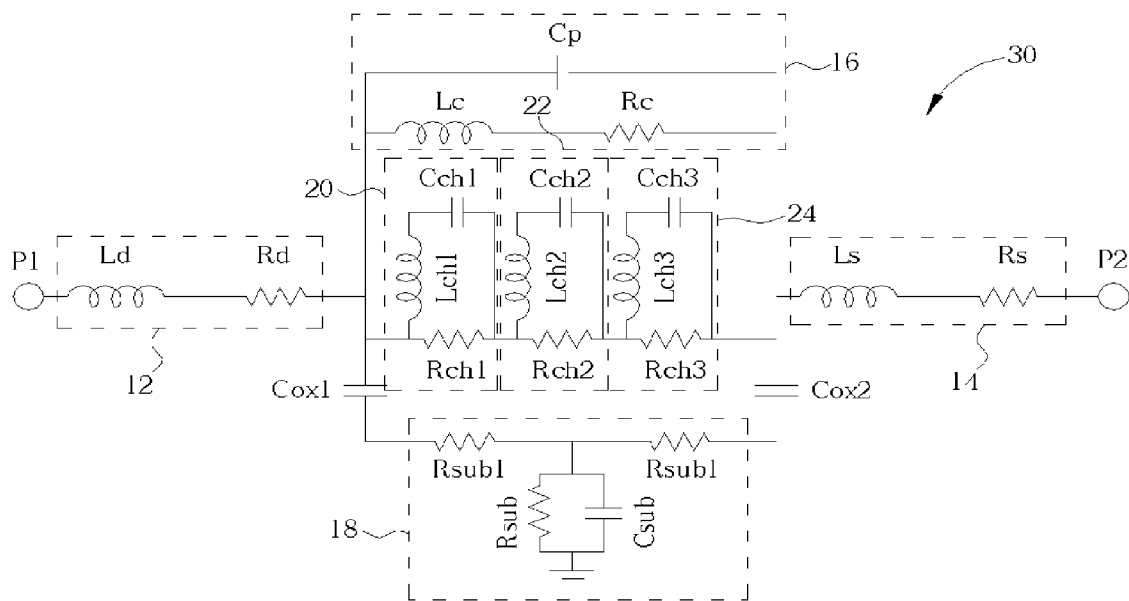 Cp
16
30
Lc
22
Rc
20
Cch1
Cch2
Cch3
24
P1
Ld
Rd
Lch1
Lch2
Lch3
Ls
Rs
P2
12
Rch1
Rch2
Rch3
14
Cox1
Cox2
Rsub1
Rsub1
18
Rsub
Csub